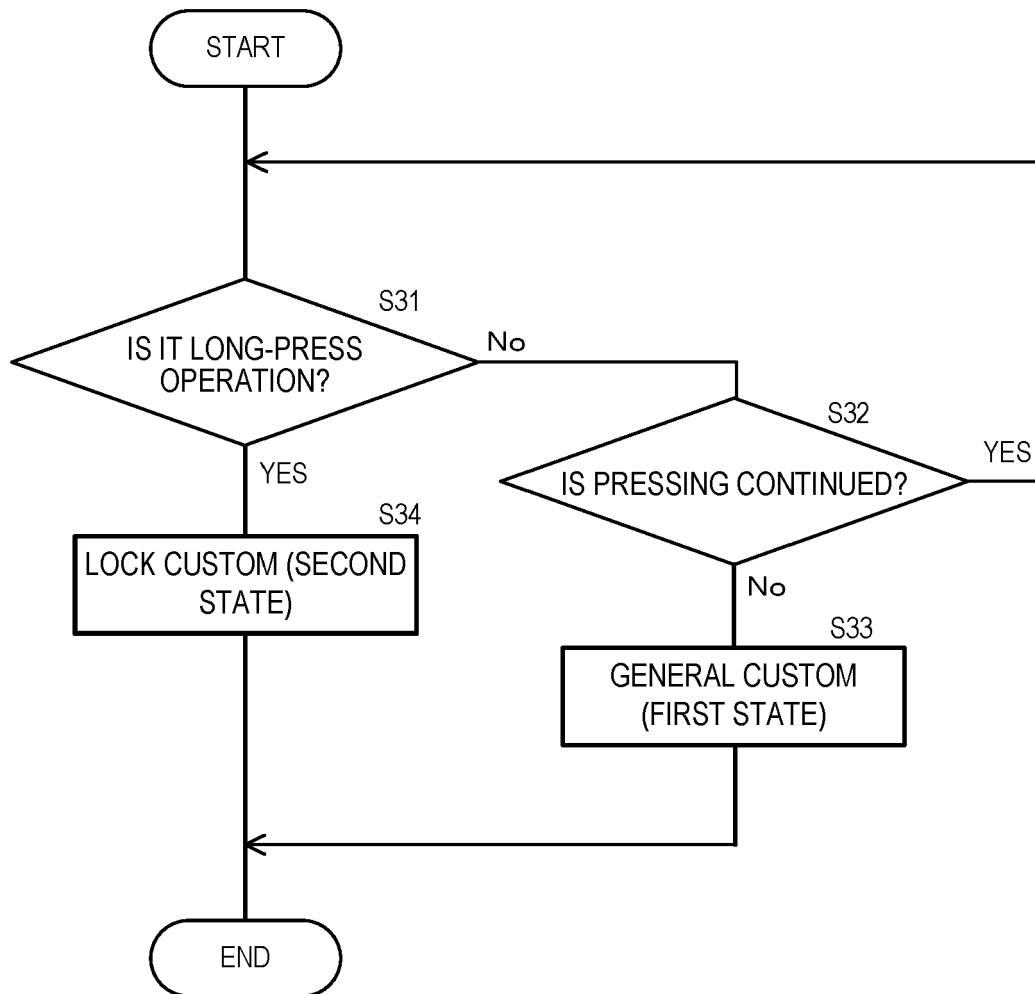 START
S31
IS IT LONG-PRESS
OPERATION?
No
S32
IS PRESSING CONTINUED?
YES
YES
S34
LOCK CUSTOM (SECOND
STATE)
No
S33
GENERAL CUSTOM
(FIRST STATE)
END